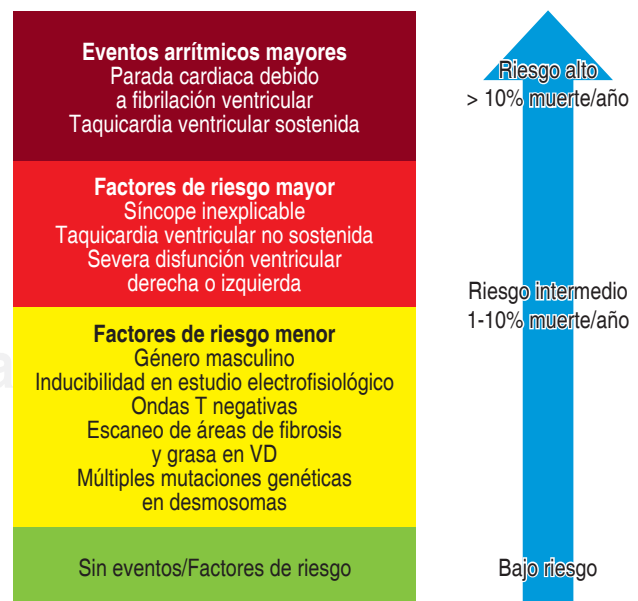 Eventos arrítmicos mayores
Parada cardiaca debido
a fibrilación ventricular
Taquicardia ventricular sostenida
Factores de riesgo mayor
Síncope inexplicable
Taquicardia ventricular no sostenida
Severa disfunción ventricular
derecha o izquierda
Factores de riesgo menor
Género masculino
Inducibilidad en estudio electrofisiológico
Ondas T negativas
Escaneo de áreas de fibrosis
y grasa en VD
Múltiples mutaciones genéticas
en desmosomas
Sin eventos/Factores de riesgo
Riesgo alto
> 10% muerte/año
Riesgo intermedio
1-10% muerte/año
Bajo riesgo